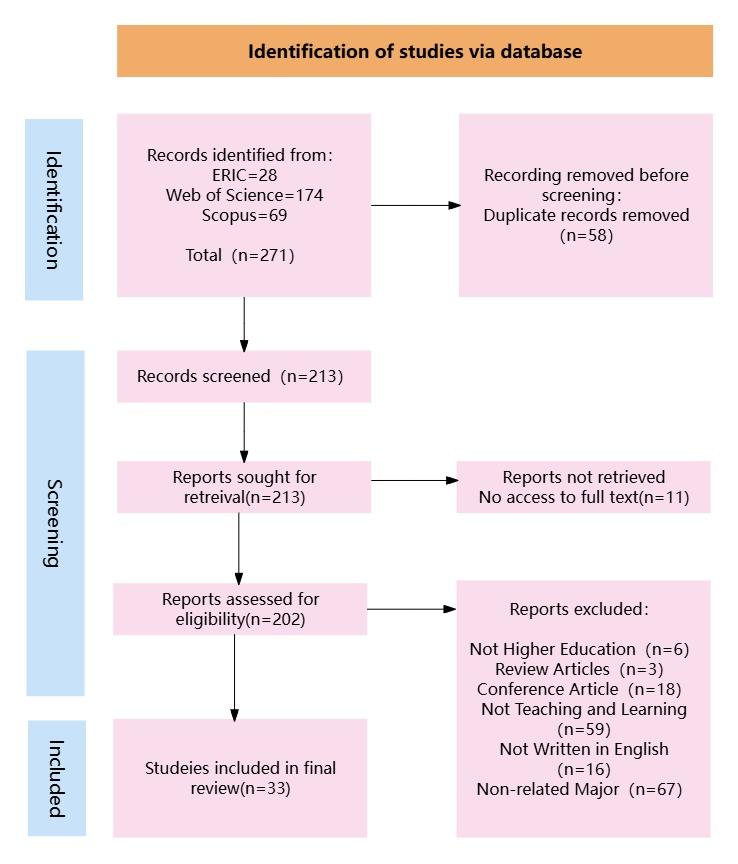 Identification of studies via database
Identification
Records identified from：
ERIC=28
Web of Science=174
Scopus=69
Total（n=271）
Recording removed before
screening：
Duplicate records removed
（n=58）
Screening
Records screened（n=213）
Reports sought for
retreival(n=213）
Reports not retrieved
No access to full text(n=11）
Reports assessed for
eligibility(n=202）
Reports excluded：
Not Higher Education（n=6）
Review Articles（n=3）
Conference Article（n=18）
Not Teaching and Learning
（n=59）
Not Written in English
（n=16）
Non-related Major（n=67）
Included
Studeies included in final
review(n=33）